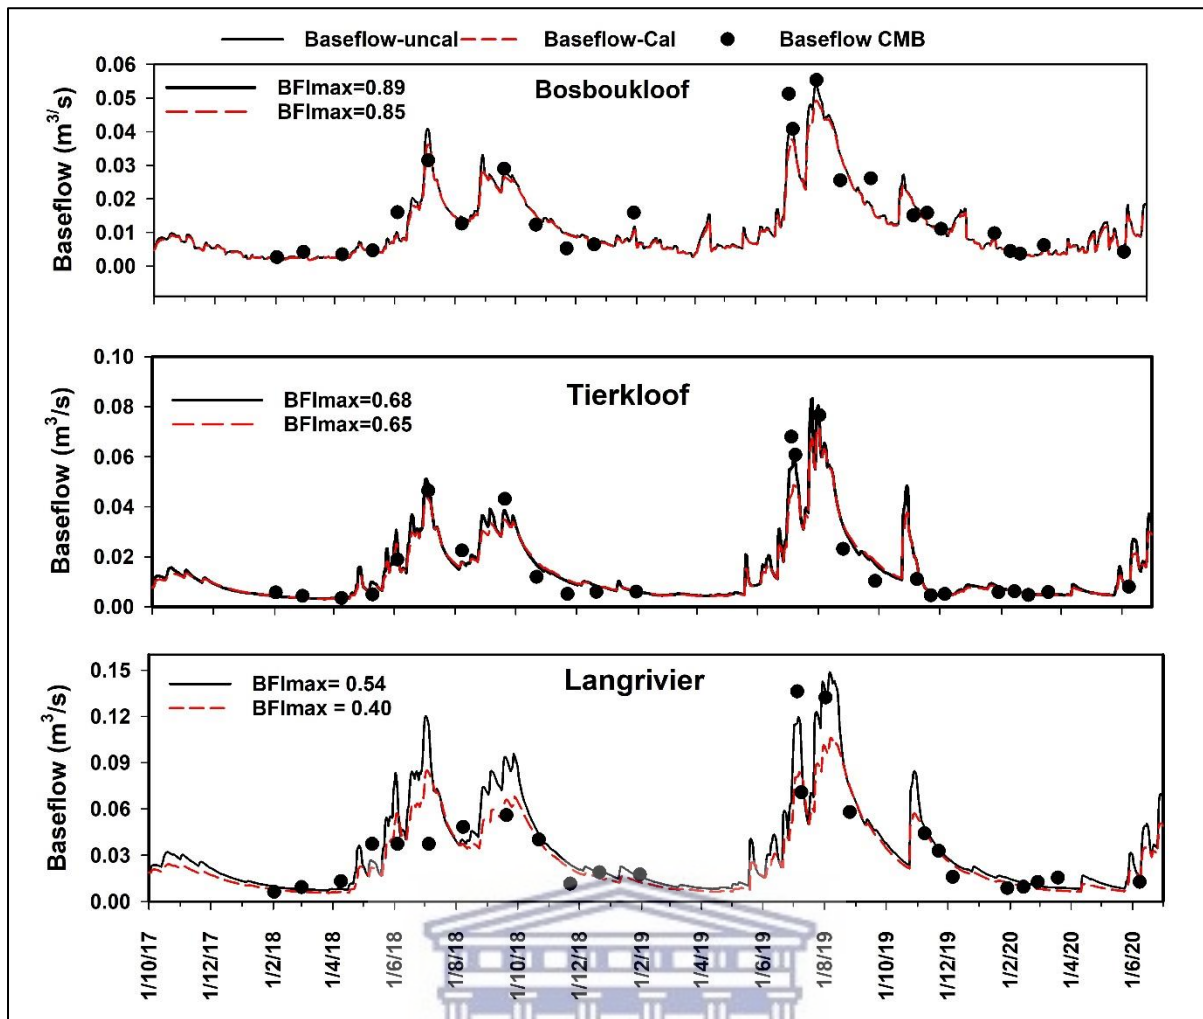 Baseflow-uncal Baseflow-Cal Baseflow CMB
Bosboukloof
BFImax=0.89
BFImax=0.85
Baseflow (m3/s)
0.06
0.05
0.04
0.03
0.02
0.01
0.00
Tierkloof
BFImax=0.68
BFImax=0.65
Baseflow (m3/s)
0.10
0.08
0.06
0.04
0.02
0.00
Langrivier
BFImax= 0.54
BFImax = 0.40
Baseflow (m3/s)
0.15
0.12
0.09
0.06
0.03
0.00
1/10/17 1/12/17 1/2/18 1/4/18 1/6/18 1/8/18 1/10/18 1/12/18 1/2/19 1/4/19 1/6/19 1/8/19 1/10/19 1/12/20 1/2/20 1/4/20 1/6/20